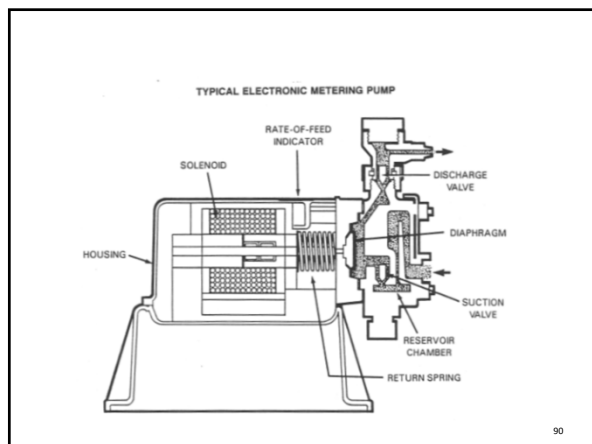 TYPICAL ELECTRONIC METERING PUMP
RATE-OF-FEED
INDICATOR
SOLENOID
DISCHARGE
VALVE
DIAPHRAGM
HOUSING
SUCTION
VALVE
RESERVOIR
CHAMBER
RETURN SPRING
90